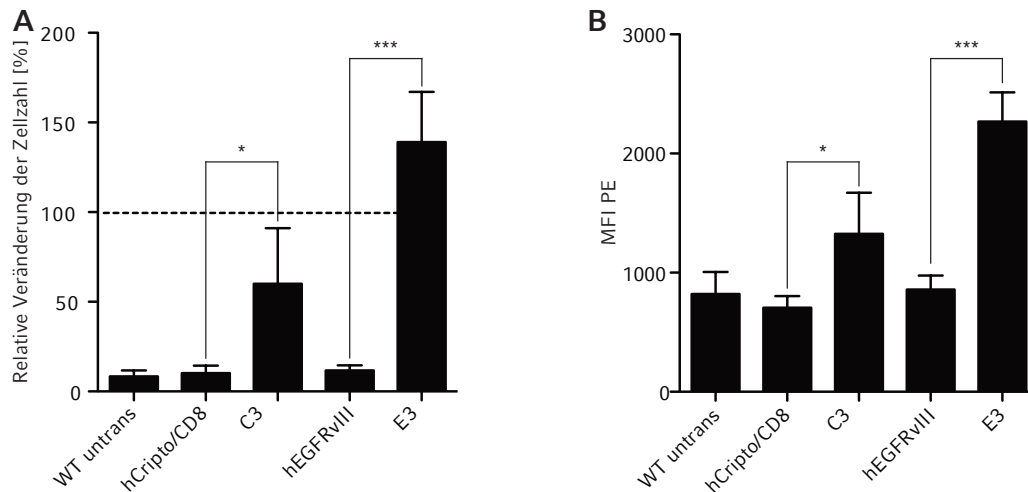 A
Relative Veränderung der Zellzahl [%]
200
150
100
50
0
*
***
WT untrans
hCripto/CD8
C3
hEGFRvIII
E3
B
MFI PE
3000
2000
1000
0
*
***
WT untrans
hCripto/CD8
C3
hEGFRvIII
E3